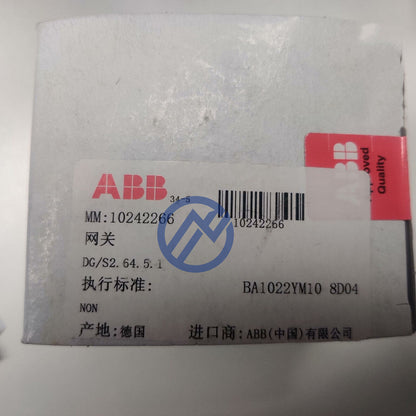 ABB
34-5
MM:10242266
10242266
网关
DG/S2.64.5.1
执行标准:
BA1022YM10 8D04
NON
产地:德国
进口商:ABB(中国)有限公司
ABB
Quality